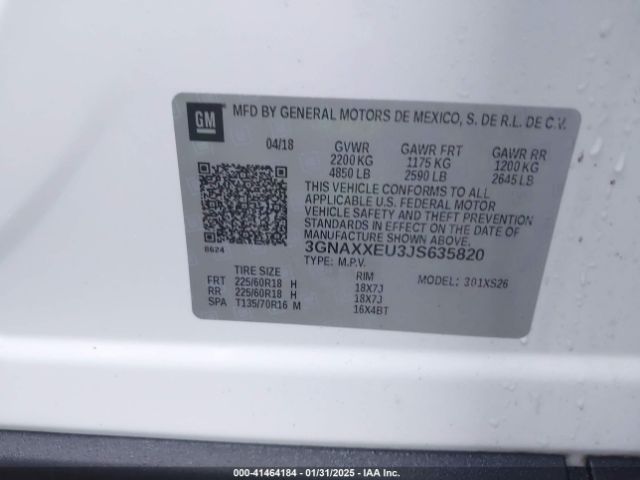 GM
MFD BY GENERAL MOTORS DE MEXICO, S. DE R.L. DE C.V.
04/18 GVWR GAWR FRT GAWR RR
2200 KG 1175 KG 1200 KG
4850 LB 2590 LB 2645 LB
THIS VEHICLE CONFORMS TO ALL
APPLICABLE U.S. FEDERAL MOTOR
VEHICLE SAFETY AND THEFT PREVENTION
STANDARDS IN EFFECT ON THE DATE OF
MANUFACTURE SHOWN ABOVE.
8624
3GNAXXEU3JS635820
TYPE: M.P.V.
TIRE SIZE RIM MODEL: 301XS26
FRT 225/60R18 H 18X7J
RR 225/60R18 H 18X7J
SPA T135/70R16 M 16X4BT
000-41464184 - 01/31/2025 - IAA, Inc.